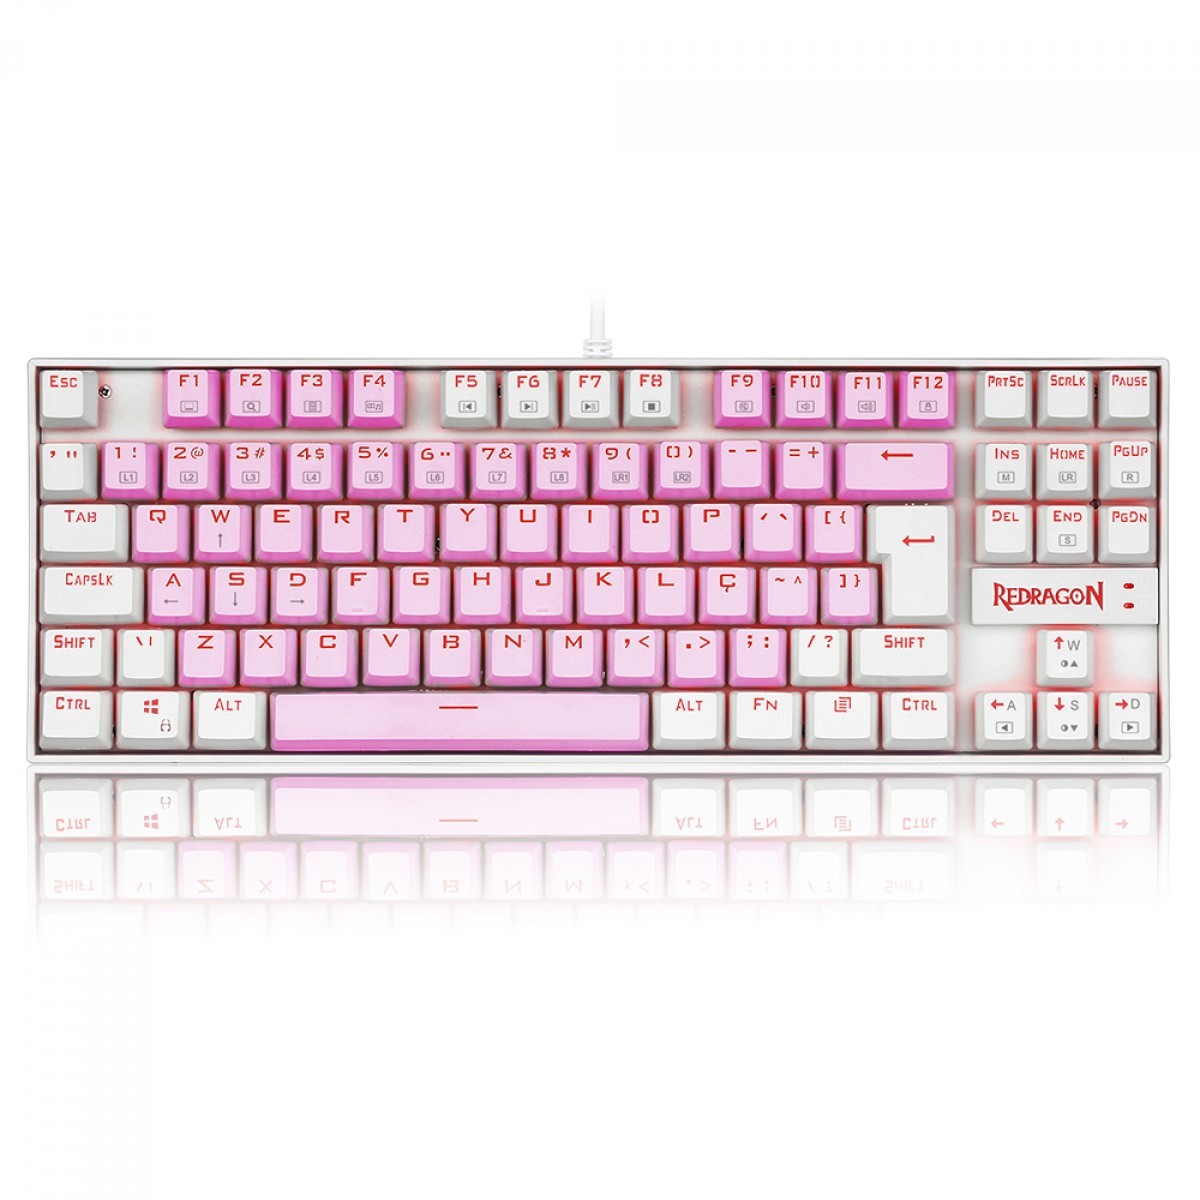 Esc F1 F2 F3 F4 F5 F6 F7 F8 F9 F10 F11 F12 PrtSc ScrLk Pause
' " 1 ! 2 @ 3 # 4 $ 5 % 6 ¨ 7 & 8 * 9 ( 0 ) - - = + ← Ins Home PgUp
L1 L2 L3 L4 L5 L6 L7 L8 LR1 LR2 M LR R
Tab Q W E R T Y U I O P ´ ` [ { ↵ Del End PgDn
↑ S
CapsLk A S D F G H J K L Ç ~ ^ ] }
← ↓ →
REDRAGON
Shift \ | Z X C V B N M , < . > ; : / ? Shift ↑ W
Ctrl Alt — Alt Fn Ctrl ← A ↓ S → D